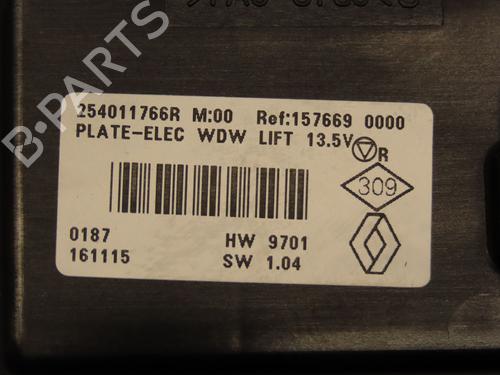 254011766R M:00 Ref:157669 0000
PLATE-ELEC WDW LIFT 13.5V R
309
0187 HW 9701
161115 SW 1.04
B-PARTS